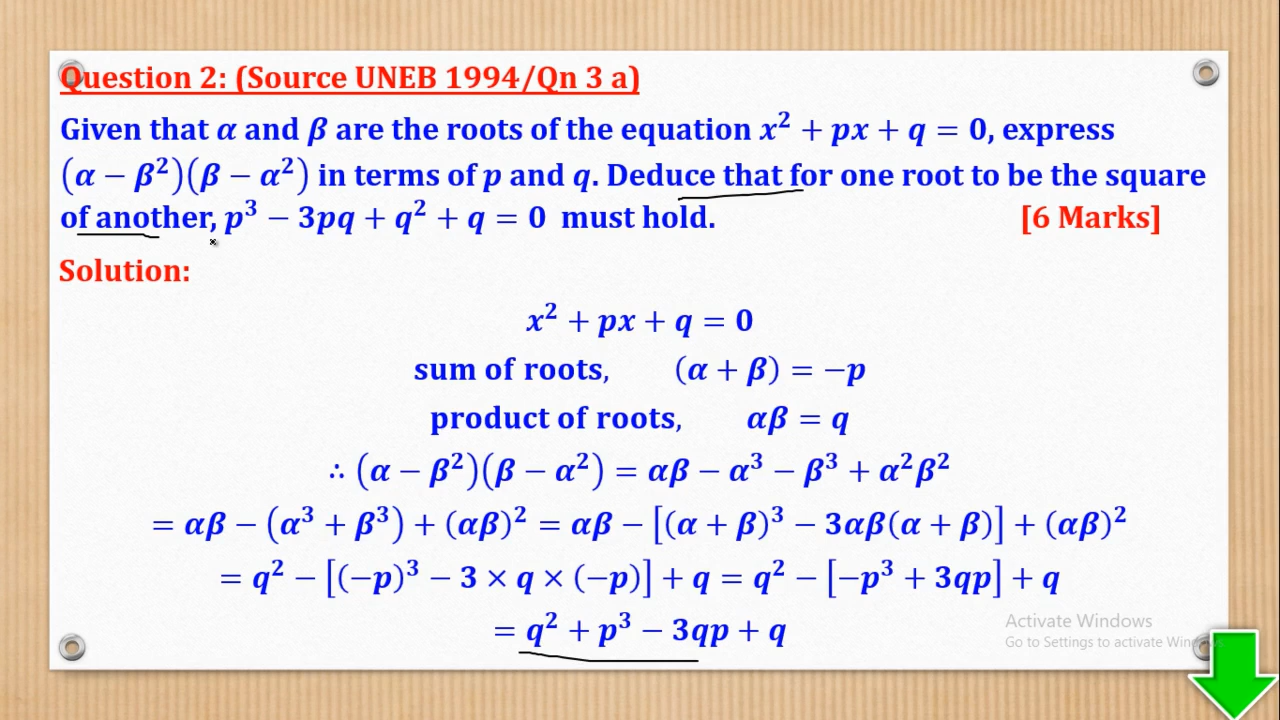 Question 2: (Source UNEB 1994/Qn 3 a)
Given that α and β are the roots of the equation x² + px + q = 0, express
(α − β²)(β − α²) in terms of p and q. Deduce that for one root to be the square
of another, p³ − 3pq + q² + q = 0 must hold. [6 Marks]
Solution:
x² + px + q = 0
sum of roots, (α + β) = −p
product of roots, αβ = q
∴ (α − β²)(β − α²) = αβ − α³ − β³ + α²β²
= αβ − (α³ + β³) + (αβ)² = αβ − [(α + β)³ − 3αβ(α + β)] + (αβ)²
= q² − [(−p)³ − 3 × q × (−p)] + q = q² − [−p³ + 3qp] + q
= q² + p³ − 3qp + q
Activate Windows
Go to Settings to activate Windows.